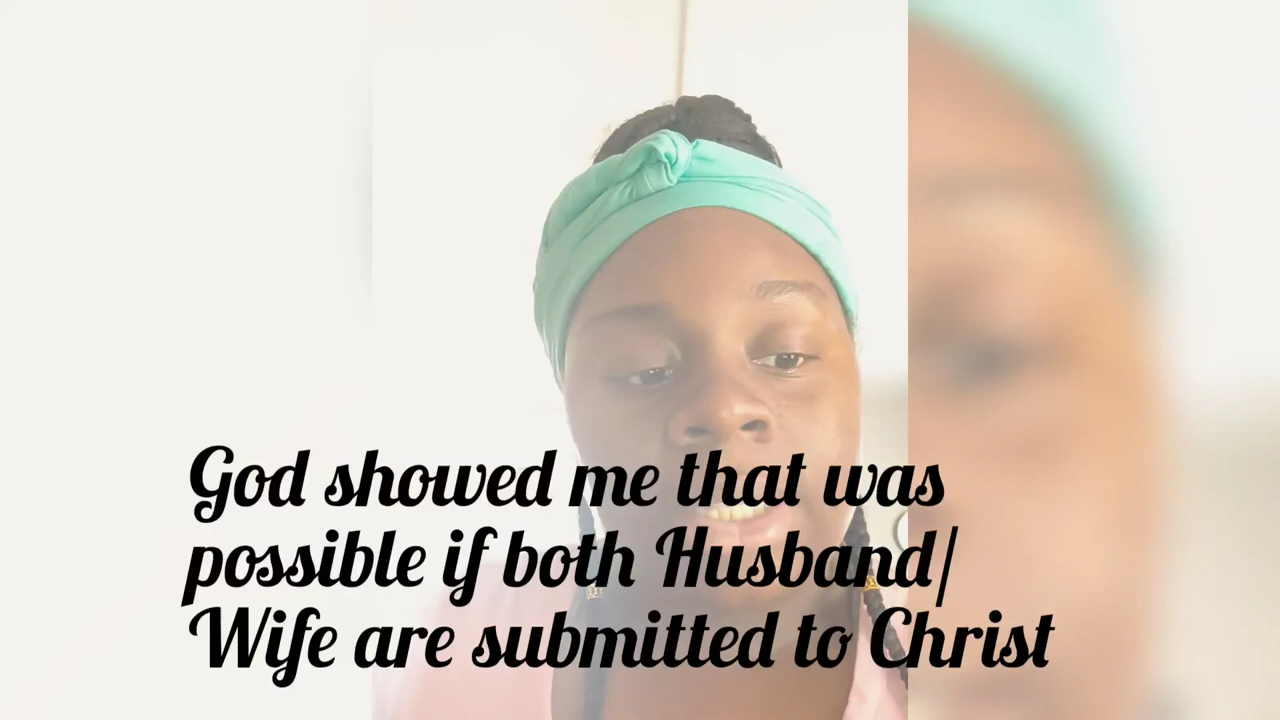 God showed me that was
possible if both Husband/
Wife are submitted to Christ